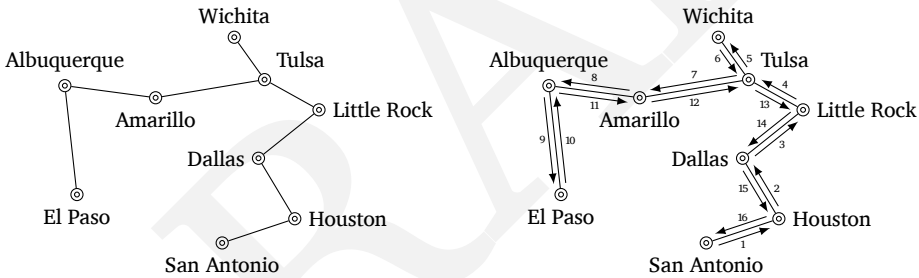 Wichita
Albuquerque
Tulsa
Amarillo
Little Rock
Dallas
El Paso
Houston
San Antonio
Wichita
6
5
Albuquerque
Tulsa
8
7
4
11
12
13
Amarillo
Little Rock
14
3
9
10
Dallas
15
2
El Paso
Houston
16
1
San Antonio